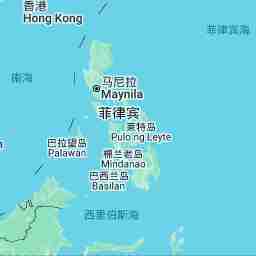 香港
Hong Kong
菲律宾海
南海
马尼拉
Maynila
菲律宾
莱特岛
Pulo ng Leyte
巴拉望岛
Palawan
棉兰老岛
Mindanao
巴西兰岛
Basilan
西里伯斯海